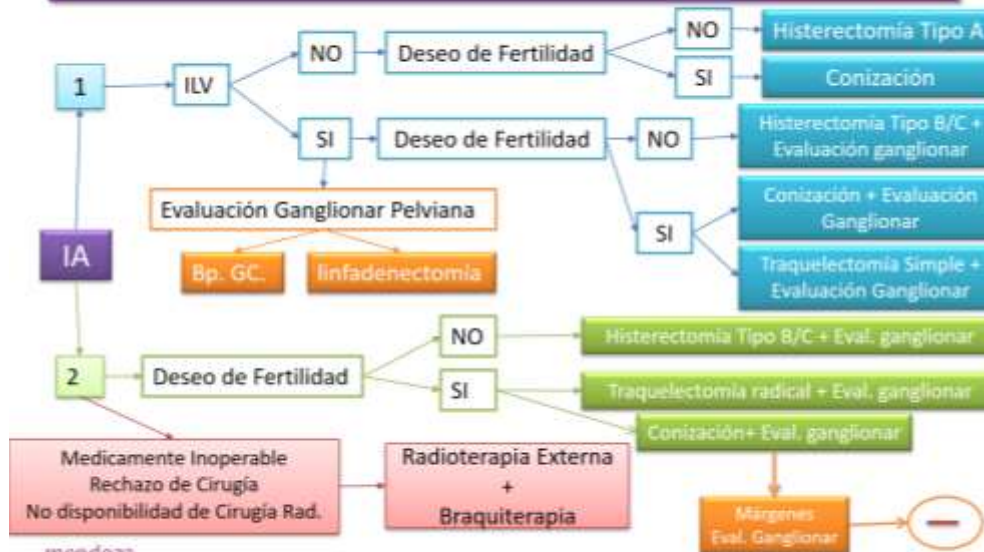 NO
Histerectomía Tipo A
NO
Deseo de Fertilidad
SI
Conización
1
ILV
SI
Deseo de Fertilidad
NO
Histerectomía Tipo B/C +
Evaluación ganglionar
Evaluación Ganglionar Pelviana
SI
Conización + Evaluación
Ganglionar
Traquelectomía Simple +
Evaluación Ganglionar
IA
Bp. GC.
linfadenectomía
2
Deseo de Fertilidad
NO
Histerectomía Tipo B/C + Eval. ganglionar
SI
Traquelectomía radical + Eval. ganglionar
Conización+ Eval. ganglionar
Medicamente Inoperable
Rechazo de Cirugía
No disponibilidad de Cirugía Rad.
Radioterapia Externa
+
Braquiterapia
Márgenes
Eval. Ganglionar
−
mendoza